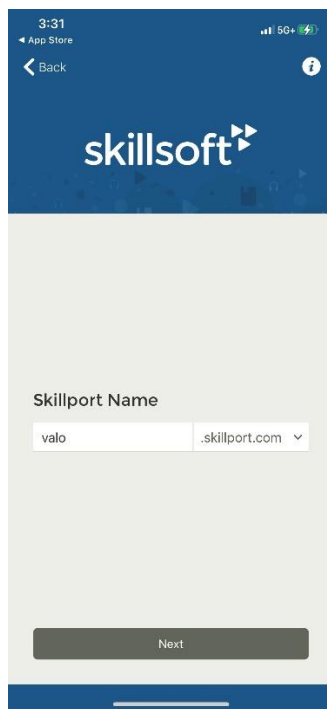 3:31
5G+
App Store
Back
skillsoft
Skillport Name
valo
.skillport.com
Next